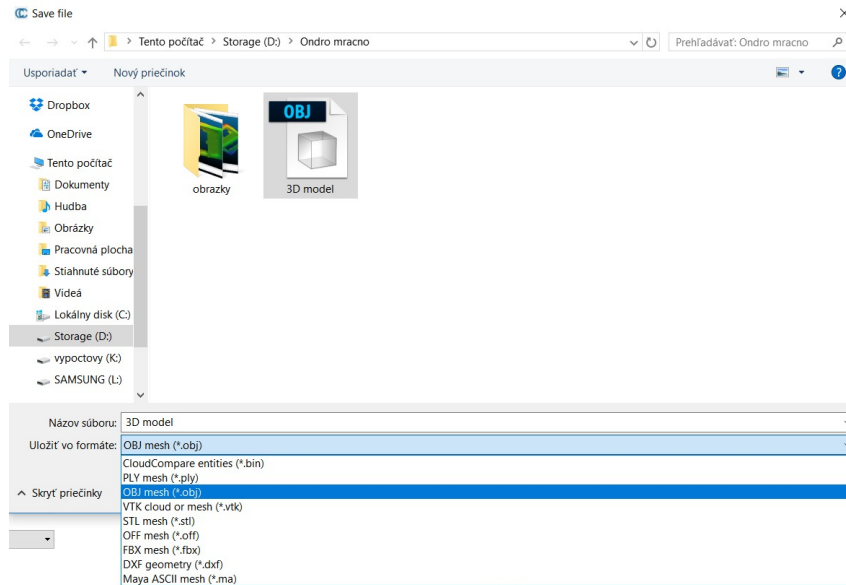 Save file
Tento počítač > Storage (D:) > Ondro mracno
Prehľadávať: Ondro mracno
Usporiadať
Nový priečinok
?
Dropbox
OneDrive
Tento počítač
Dokumenty
Hudba
Obrázky
Pracovná plocha
Stiahnuté súbory
Videá
Lokálny disk (C:)
Storage (D:)
vypoctovy (K:)
SAMSUNG (L:)
obrazky
OBJ
3D model
Názov súboru: 3D model
Uložiť vo formáte: OBJ mesh (*.obj)
CloudCompare entities (*.bin)
PLY mesh (*.ply)
OBJ mesh (*.obj)
VTK cloud or mesh (*.vtk)
STL mesh (*.stl)
OFF mesh (*.off)
FBX mesh (*.fbx)
DXF geometry (*.dxf)
Maya ASCII mesh (*.ma)
Skryť priečinky